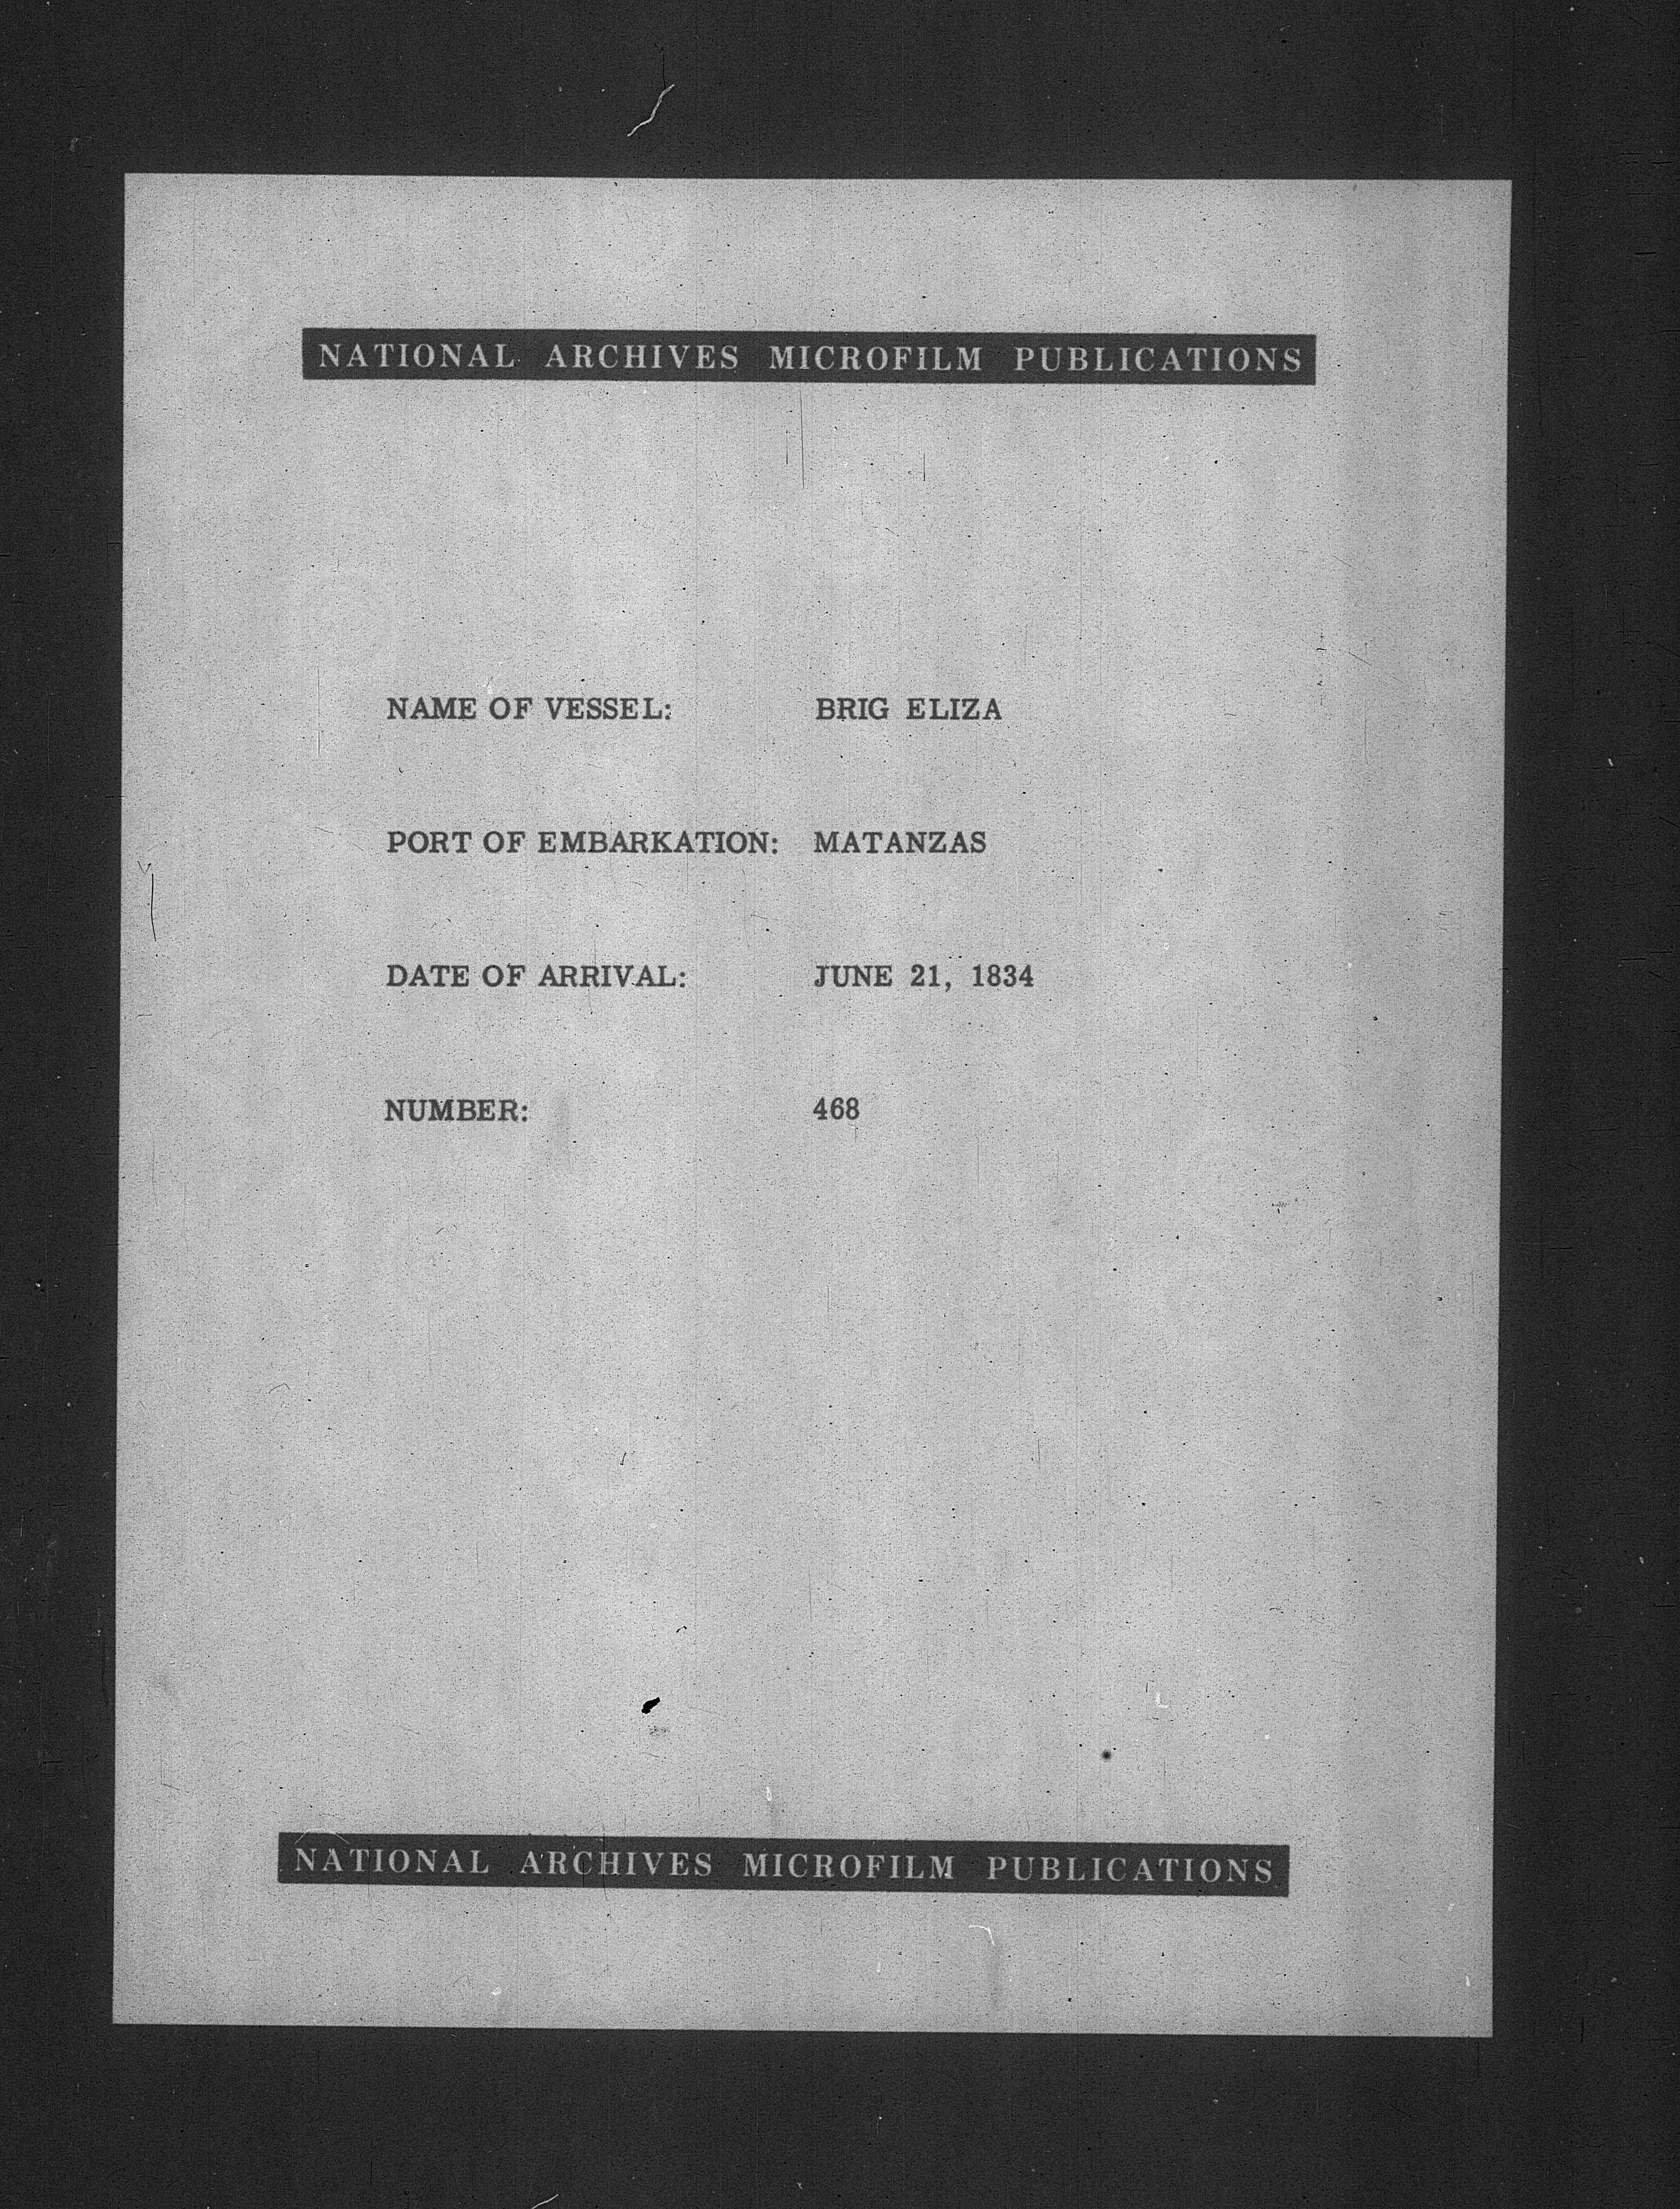 NATIONAL ARCHIVES MICROFILM PUBLICATIONS
NAME OF VESSEL: BRIG ELIZA
PORT OF EMBARKATION: MATANZAS
DATE OF ARRIVAL: JUNE 21, 1834
NUMBER: 468
NATIONAL ARCHIVES MICROFILM PUBLICATIONS